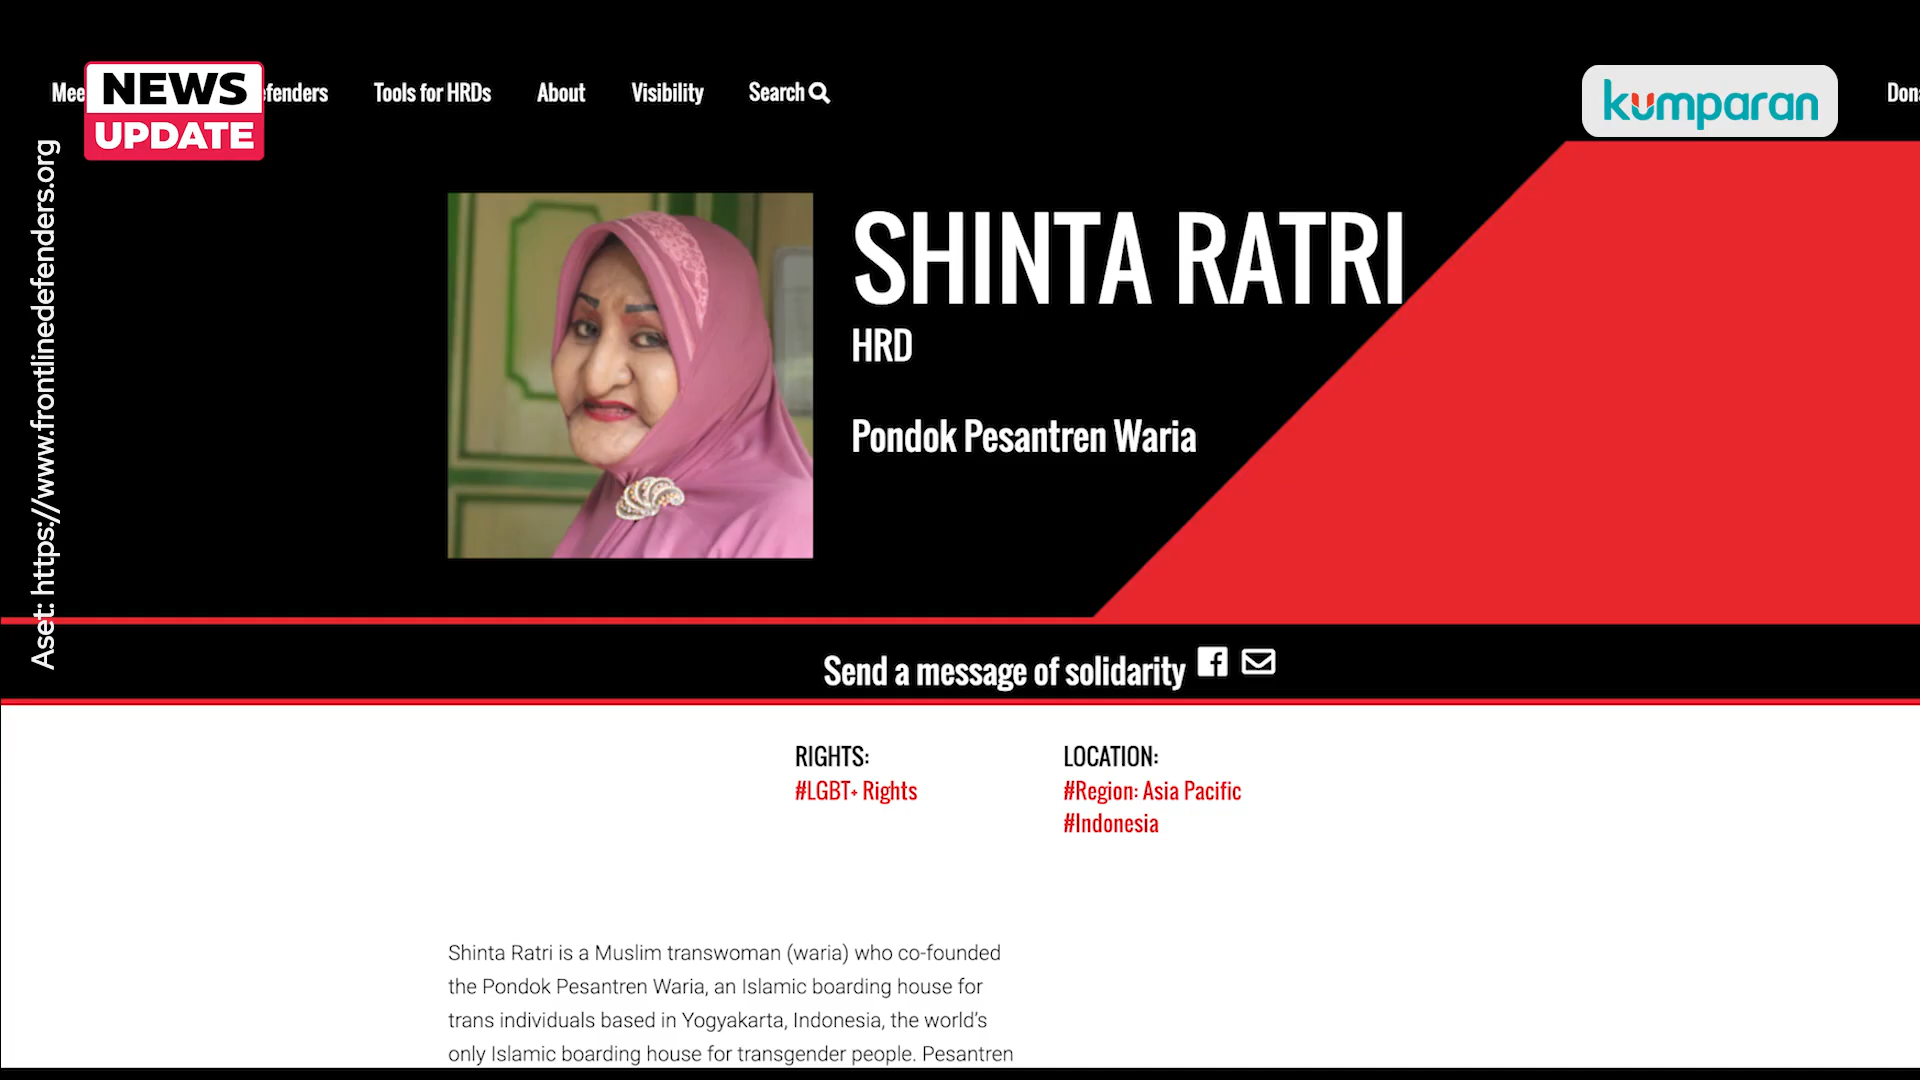 Mee
NEWS
UPDATE
efenders
Tools for HRDs
About
Visibility
Search
kumparan
Don
Aset: https://www.frontlinedefenders.org
SHINTA RATRI
HRD
Pondok Pesantren Waria
Send a message of solidarity
RIGHTS:
#LGBT+ Rights
LOCATION:
#Region: Asia Pacific
#Indonesia
Shinta Ratri is a Muslim transwoman (waria) who co-founded
the Pondok Pesantren Waria, an Islamic boarding house for
trans individuals based in Yogyakarta, Indonesia, the world’s
only Islamic boarding house for transgender people. Pesantren